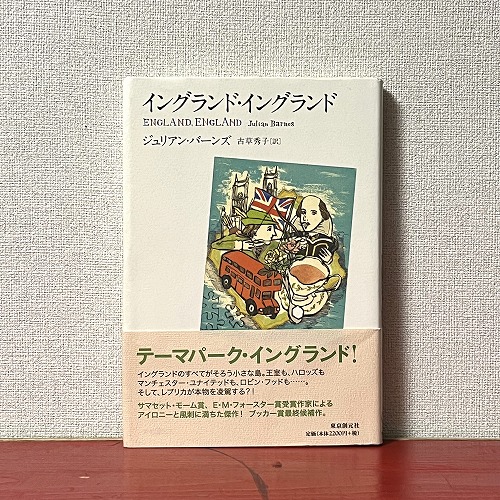 イングランド・イングランド
ENGLAND, ENGLAND Julian Barnes
ジュリアン・バーンズ 古草秀子[訳]
テーマパーク・イングランド!
イングランドのすべてがそろう小さな島。王室も、ハロッズも
マンチェスター・ユナイテッドも、ロビン・フッドも……。
そして、レプリカが本物を凌駕する?!
サマセット・モーム賞、E・M・フォースター賞受賞作家による
アイロニーと風刺に満ちた傑作! ブッカー賞最終候補作。
東京創元社
定価(本体2200円+税)